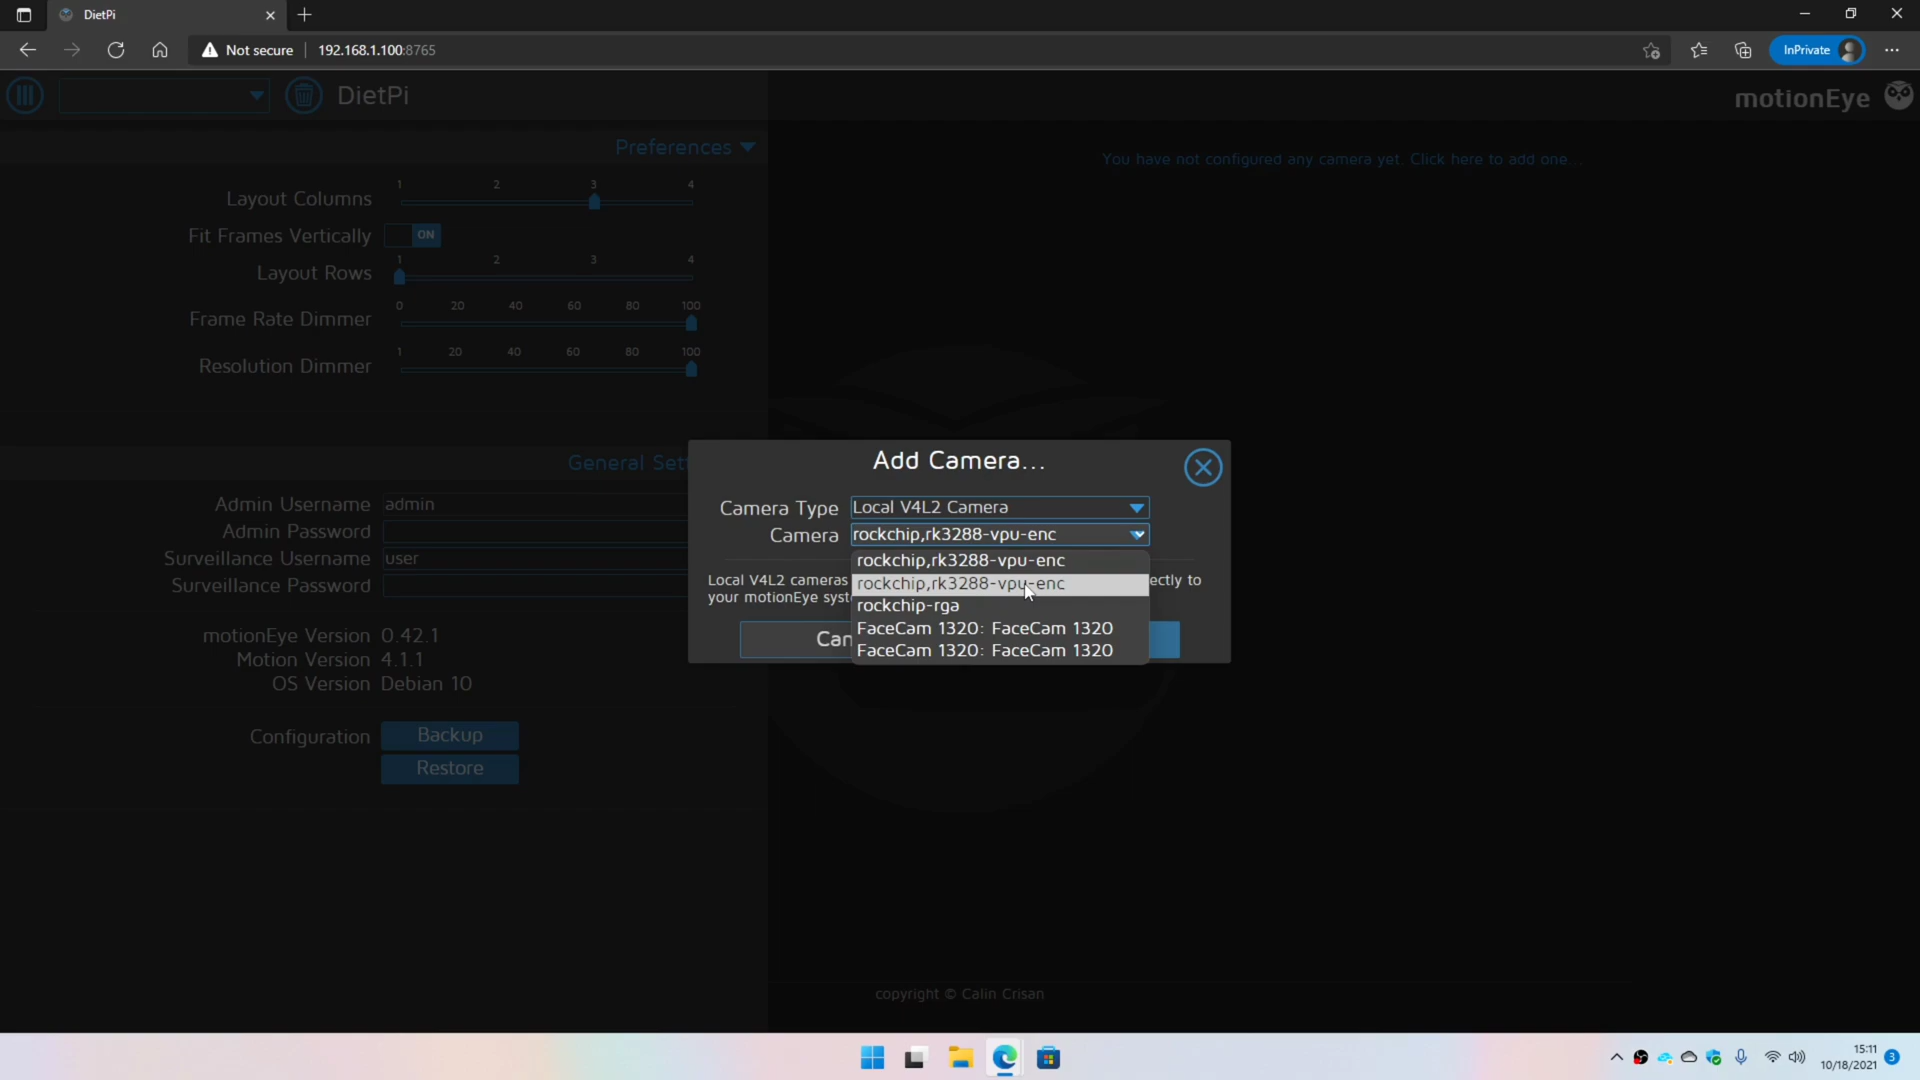 DietPi
Not secure
192.168.1.100:8765
InPrivate
DietPi
motionEye
Preferences
You have not configured any camera yet. Click here to add one...
1 2 3 4
Layout Columns
Fit Frames Vertically ON
1 2 3 4
Layout Rows
0 20 40 60 80 100
Frame Rate Dimmer
1 20 40 60 80 100
Resolution Dimmer
General Sett
Admin Username admin
Admin Password
Surveillance Username user
Surveillance Password
motionEye Version 0.42.1
Motion Version 4.1.1
OS Version Debian 10
Configuration Backup
Restore
Add Camera...
Camera Type Local V4L2 Camera
Camera rockchip,rk3288-vpu-enc
rockchip,rk3288-vpu-enc
rockchip,rk3288-vpu-enc
rockchip-rga
FaceCam 1320: FaceCam 1320
FaceCam 1320: FaceCam 1320
Local V4L2 cameras ectly to
your motionEye syst
Can
copyright © Calin Crisan
15:11
10/18/2021
3